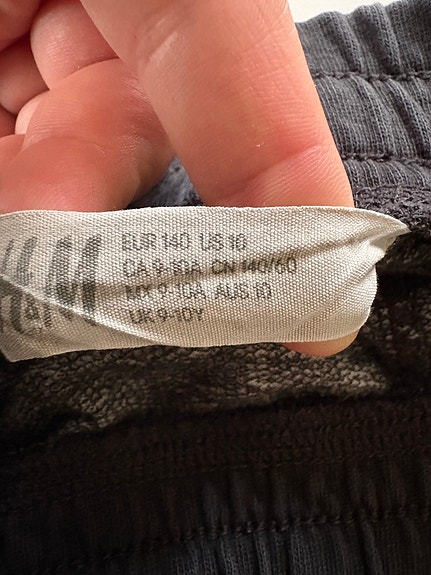 H&M
EUR 140 US 10
CA 9-10A CN 140/60
MX 9-10A AUS 10
UK 9-10Y